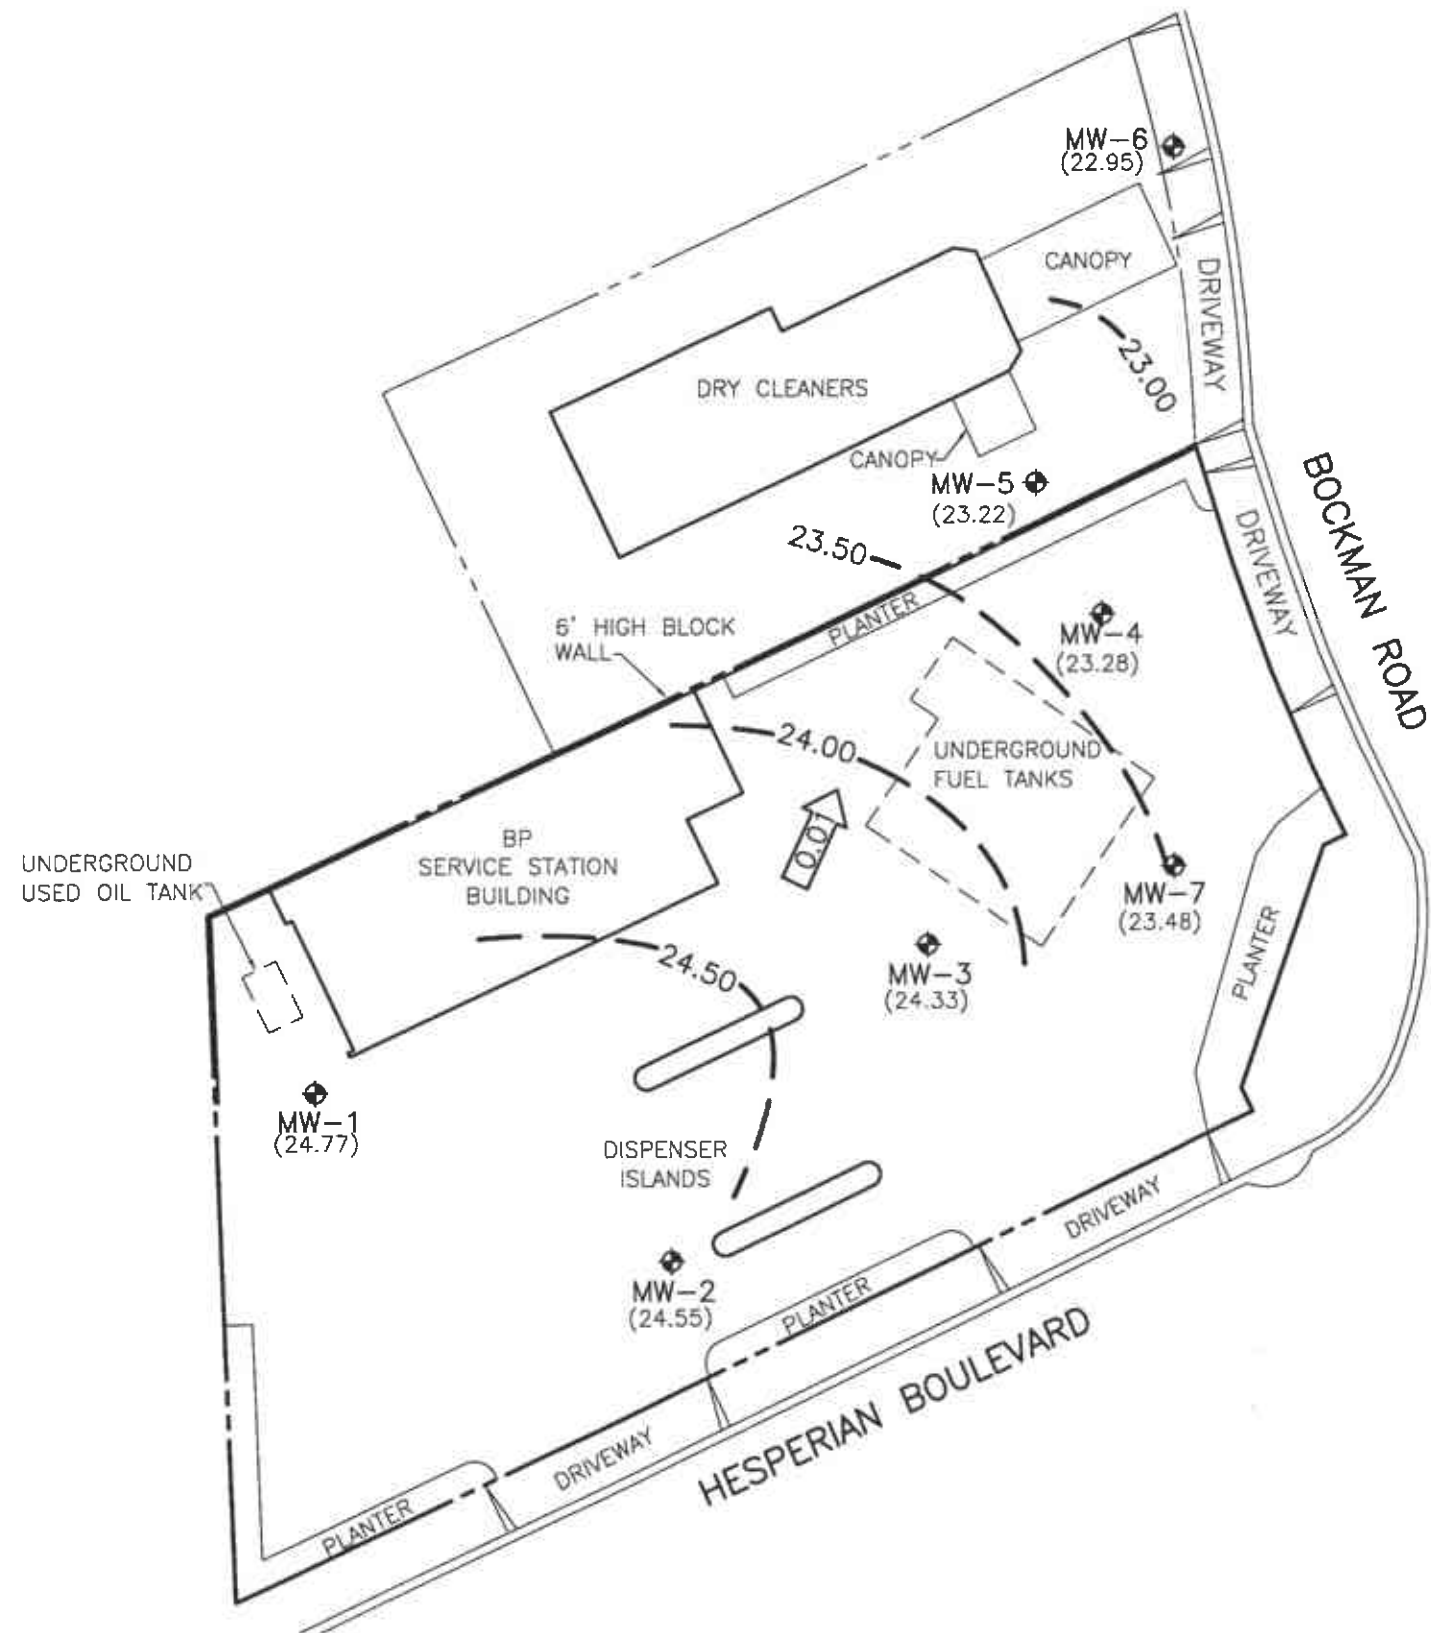 MW-6
(22.95)
CANOPY
DRIVEWAY
23.00
DRY CLEANERS
CANOPY
MW-5
(23.22)
BOCKMAN ROAD
DRIVEWAY
23.50
PLANTER
6' HIGH BLOCK
WALL
MW-4
(23.28)
24.00
UNDERGROUND
FUEL TANKS
0.01
BP
SERVICE STATION
BUILDING
UNDERGROUND
USED OIL TANK
MW-7
(23.48)
PLANTER
24.50
MW-3
(24.33)
MW-1
(24.77)
DISPENSER
ISLANDS
DRIVEWAY
MW-2
(24.55)
PLANTER
HESPERIAN BOULEVARD
DRIVEWAY
PLANTER